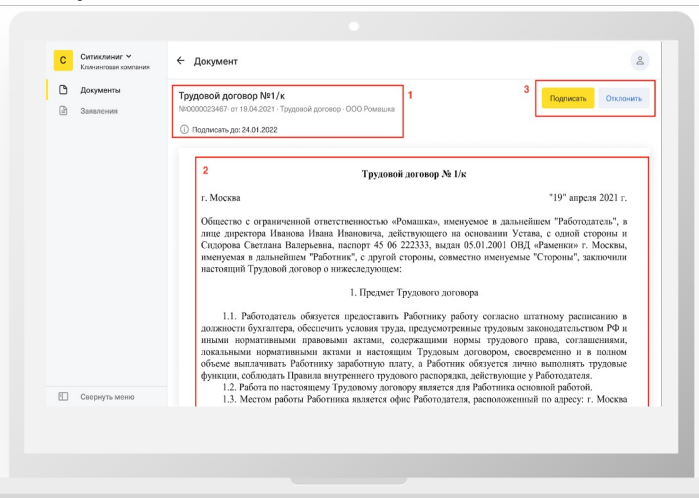 С
Ситиклиниг
Клининговая компания
Документы
Заявления
Свернуть меню
← Документ
Трудовой договор №1/к
№0000023467· от 19.04.2021 · Трудовой договор · ООО Ромашка
Подписать до: 24.01.2022
1
3
Подписать
Отклонить
2
Трудовой договор № 1/к
г. Москва
"19" апреля 2021 г.
Общество с ограниченной ответственностью «Ромашка», именуемое в дальнейшем "Работодатель", в
лице директора Иванова Ивана Ивановича, действующего на основании Устава, с одной стороны и
Сидорова Светлана Валерьевна, паспорт 45 06 222333, выдан 05.01.2001 ОВД «Раменки» г. Москвы,
именуемая в дальнейшем "Работник", с другой стороны, совместно именуемые "Стороны", заключили
настоящий Трудовой договор о нижеследующем:
1. Предмет Трудового договора
1.1. Работодатель обязуется предоставить Работнику работу согласно штатному расписанию в
должности бухгалтера, обеспечить условия труда, предусмотренные трудовым законодательством РФ и
иными нормативными правовыми актами, содержащими нормы трудового права, соглашениями,
локальными нормативными актами и настоящим Трудовым договором, своевременно и в полном
объеме выплачивать Работнику заработную плату, а Работник обязуется лично выполнять трудовые
функции, соблюдать Правила внутреннего трудового распорядка, действующие у Работодателя.
1.2. Работа по настоящему Трудовому договору является для Работника основной работой.
1.3. Местом работы Работника является офис Работодателя, расположенный по адресу: г. Москва